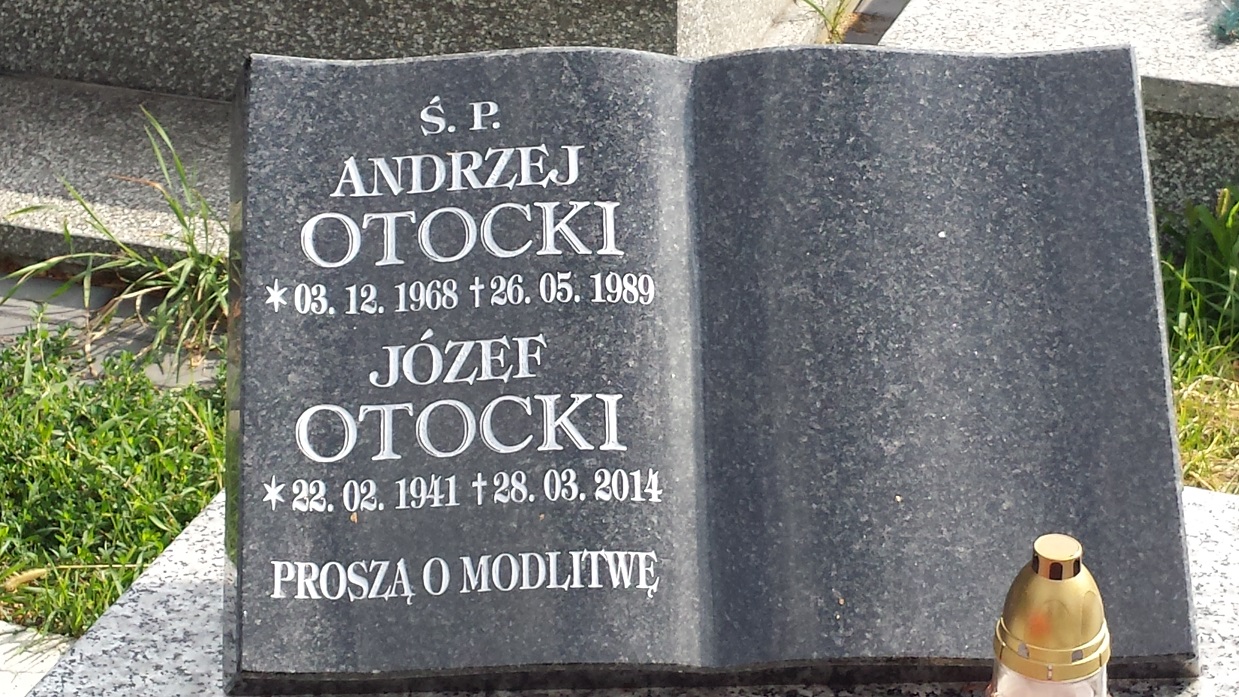 Ś. P.
ANDRZEJ
OTOCKI
* 03. 12. 1968 † 26. 05. 1989
JÓZEF
OTOCKI
* 22. 02. 1941 † 28. 03. 2014
PROSZĄ O MODLITWĘ